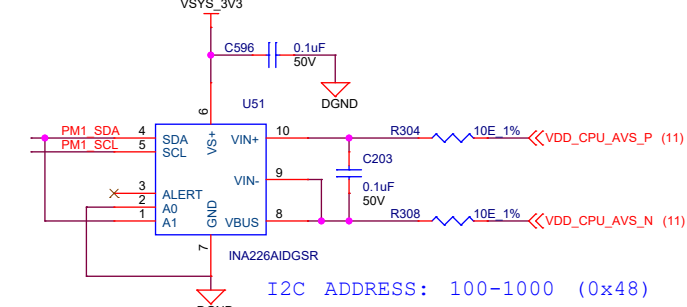 VSYS_3V3
C596 0.1uF
50V
DGND
U51
6
PM1_SDA 4 SDA VS+ VIN+ 10 R304 10E_1% VDD_CPU_AVS_P (11)
PM1_SCL 5 SCL
C203
VIN- 9
0.1uF
50V
3 ALERT
2 A0
1 A1 GND VBUS 8 R308 10E_1% VDD_CPU_AVS_N (11)
7 INA226AIDGSR
I2C ADDRESS: 100-1000 (0x48)